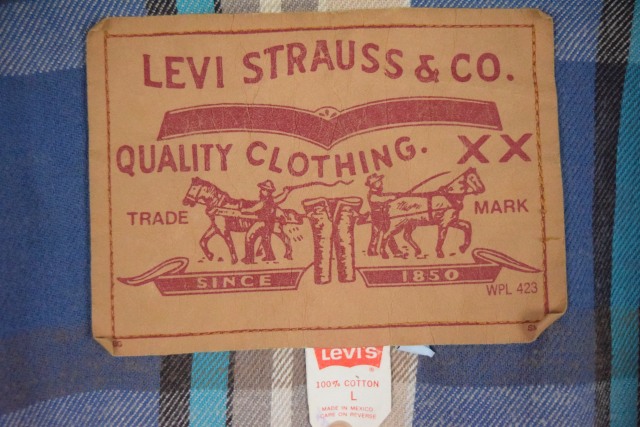 LEVI STRAUSS & CO.
QUALITY CLOTHING. XX
TRADE MARK
SINCE 1850
WPL 423
Levi's
100% COTTON
L
MADE IN MEXICO
CARE ON REVERSE